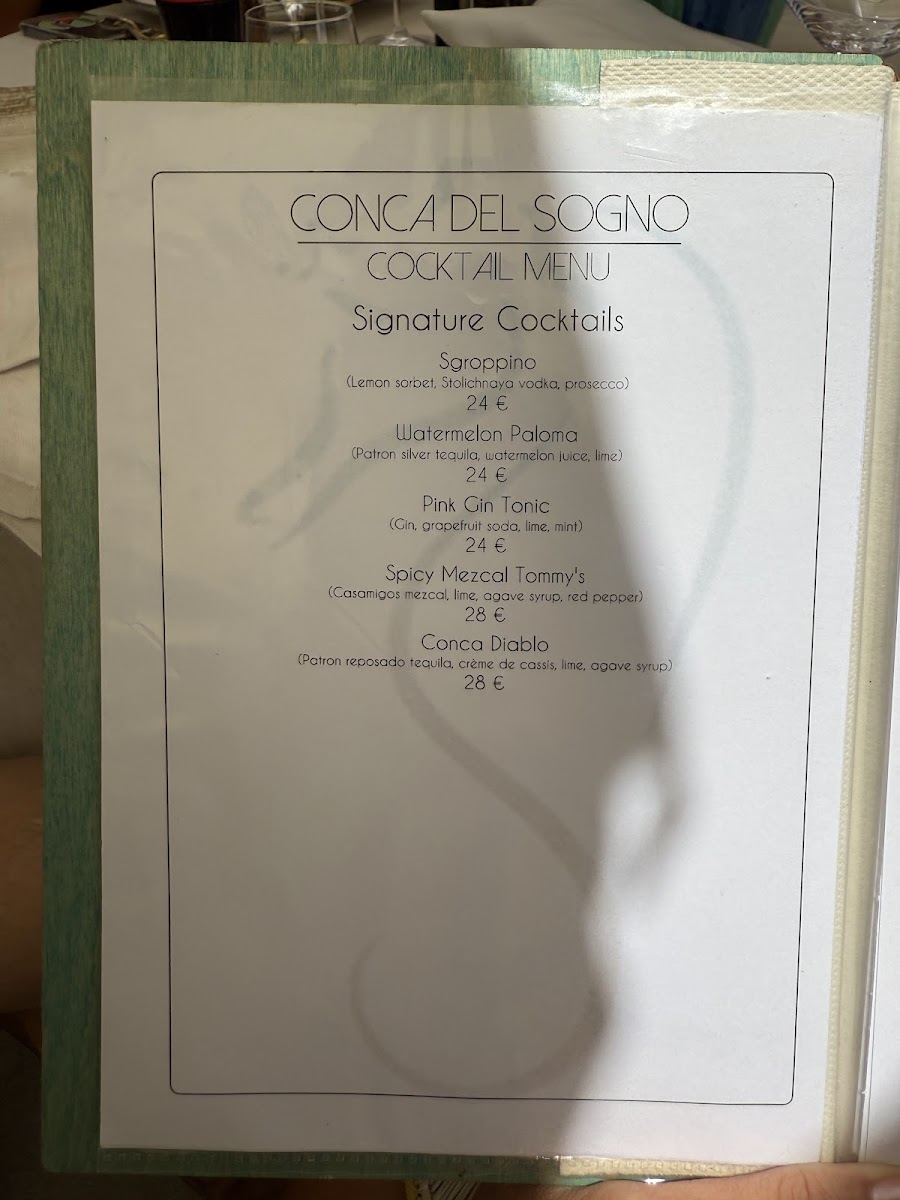 CONCA DEL SOGNO
COCKTAIL MENU
Signature Cocktails
Sgroppino
(Lemon sorbet, Stolichnaya vodka, prosecco)
24 €
Watermelon Paloma
(Patron silver tequila, watermelon juice, lime)
24 €
Pink Gin Tonic
(Gin, grapefruit soda, lime, mint)
24 €
Spicy Mezcal Tommy's
(Casamigos mezcal, lime, agave syrup, red pepper)
28 €
Conca Diablo
(Patron reposado tequila, crème de cassis, lime, agave syrup)
28 €